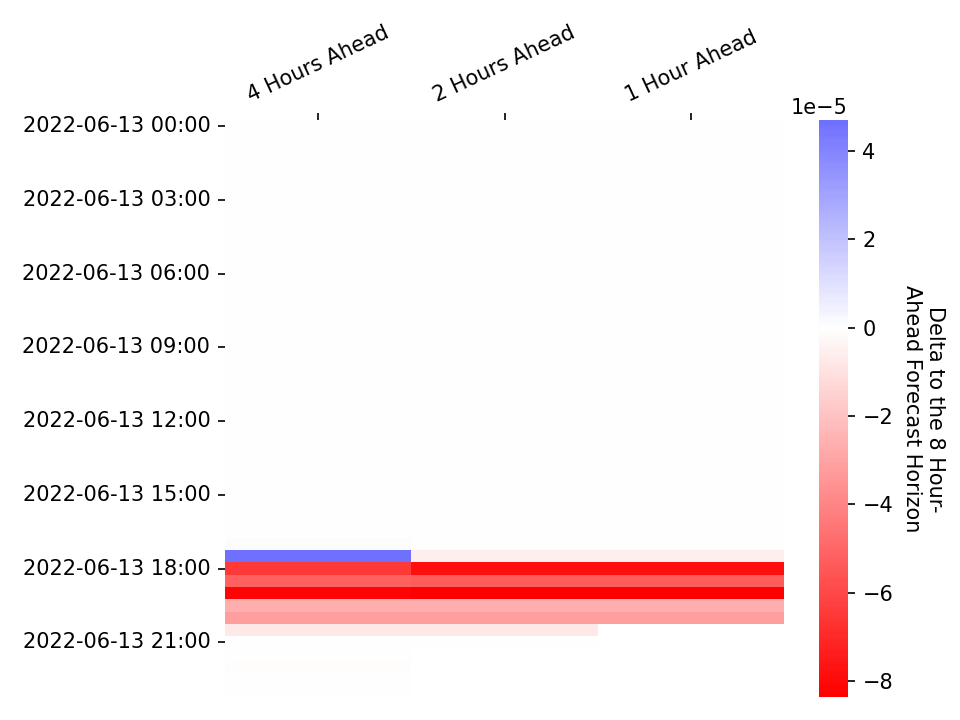 4 Hours Ahead
2 Hours Ahead
1 Hour Ahead
1e−5
2022-06-13 00:00
2022-06-13 03:00
2022-06-13 06:00
2022-06-13 09:00
2022-06-13 12:00
2022-06-13 15:00
2022-06-13 18:00
2022-06-13 21:00
4
2
0
−2
−4
−6
−8
Delta to the 8 Hour-
Ahead Forecast Horizon